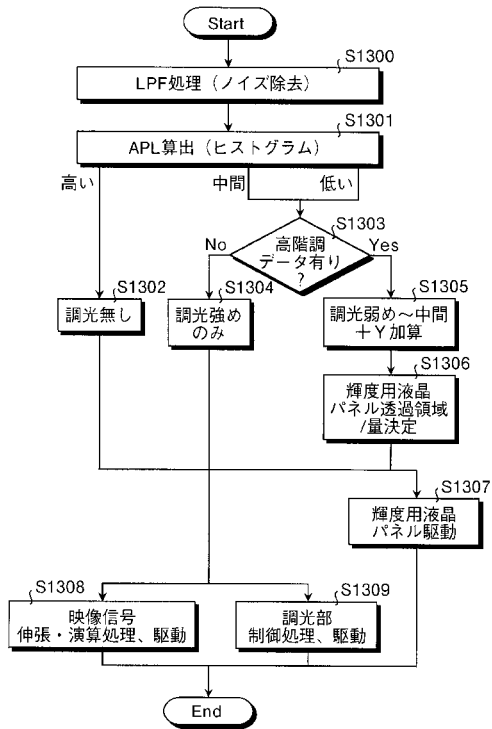 Start
S1300
LPF処理（ノイズ除去）
S1301
APL算出（ヒストグラム）
高い
中間
低い
S1303
No
高階調
データ有り
?
Yes
S1302
調光無し
S1304
調光強め
のみ
S1305
調光弱め～中間
＋Y加算
S1306
輝度用液晶
パネル透過領域
/量決定
S1307
輝度用液晶
パネル駆動
S1308
映像信号
伸張・演算処理、駆動
S1309
調光部
制御処理、駆動
End